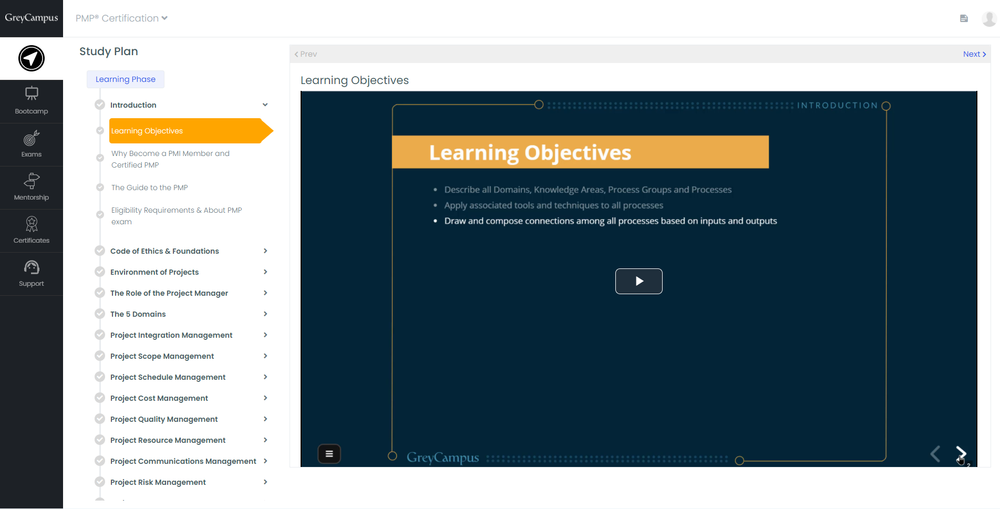 GreyCampus
PMP® Certification
Bootcamp
Exams
Mentorship
Certificates
Support
Study Plan
Learning Phase
Introduction
Learning Objectives
Why Become a PMI Member and
Certified PMP
The Guide to the PMP
Eligibility Requirements & About PMP
exam
Code of Ethics & Foundations
Environment of Projects
The Role of the Project Manager
The 5 Domains
Project Integration Management
Project Scope Management
Project Schedule Management
Project Cost Management
Project Quality Management
Project Resource Management
Project Communications Management
Project Risk Management
Prev
Next
Learning Objectives
INTRODUCTION
Learning Objectives
• Describe all Domains, Knowledge Areas, Process Groups and Processes
• Apply associated tools and techniques to all processes
• Draw and compose connections among all processes based on inputs and outputs
GreyCampus
2